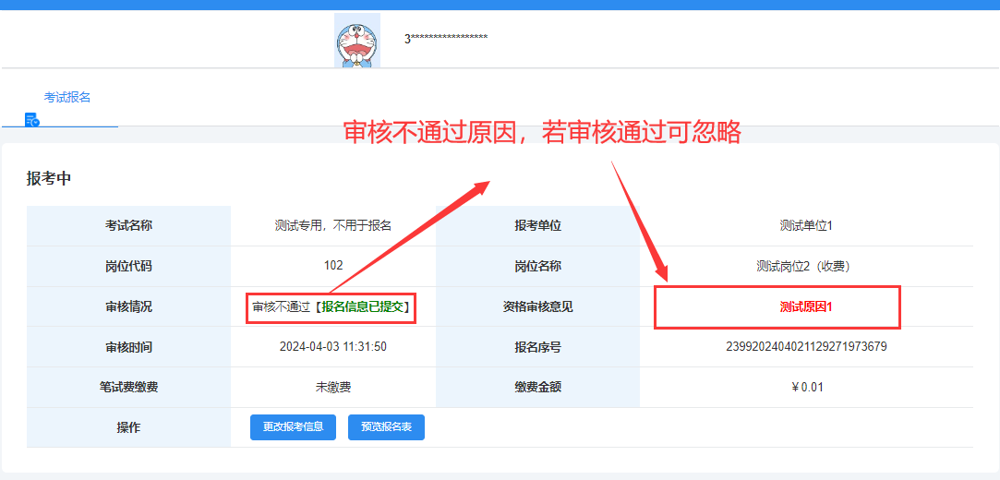 3*****************
考试报名
审核不通过原因，若审核通过可忽略
报考中
考试名称 测试专用，不用于报名 报考单位 测试单位1
岗位代码 102 岗位名称 测试岗位2（收费）
审核情况 审核不通过【报名信息已提交】 资格审核意见 测试原因1
审核时间 2024-04-03 11:31:50 报名序号 2399202404021129271973679
笔试费缴费 未缴费 缴费金额 ￥0.01
操作 更改报考信息 预览报名表